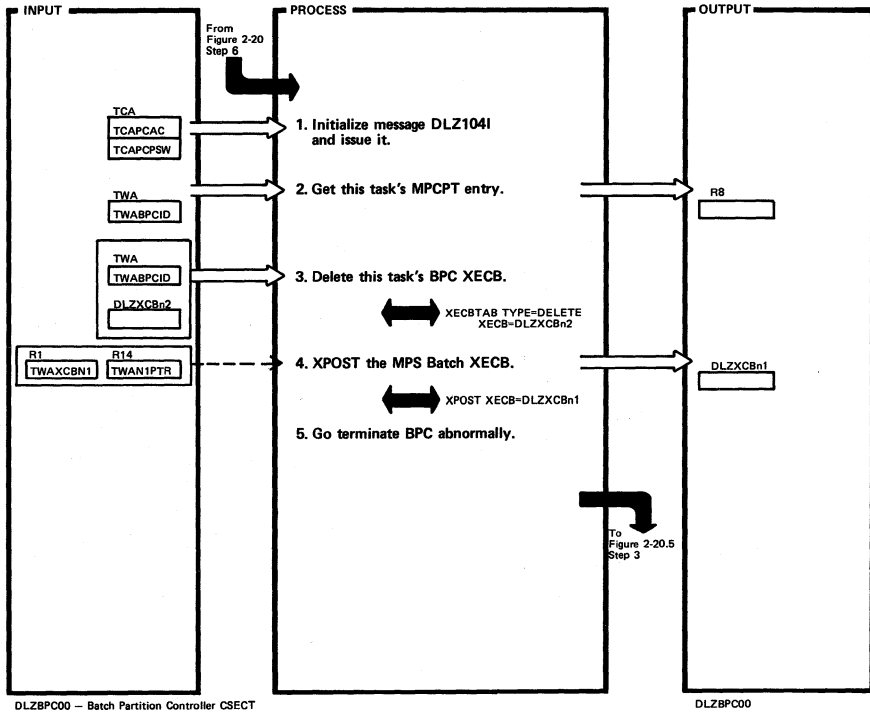 INPUT
PROCESS
OUTPUT
From
Figure 2-20
Step 6
TCA
TCAPCAC
TCAPCPSW
1. Initialize message DLZ104I
and issue it.
TWA
TWABPCID
2. Get this task's MPCPT entry.
R8
TWA
TWABPCID
DLZXCBn2
3. Delete this task's BPC XECB.
XECBTAB TYPE=DELETE
XECB=DLZXCBn2
R1
R14
TWAXCBN1
TWAN1PTR
4. XPOST the MPS Batch XECB.
DLZXCBn1
XPOST XECB=DLZXCBn1
5. Go terminate BPC abnormally.
To
Figure 2-20.5
Step 3
DLZBPC00 — Batch Partition Controller CSECT
DLZBPC00